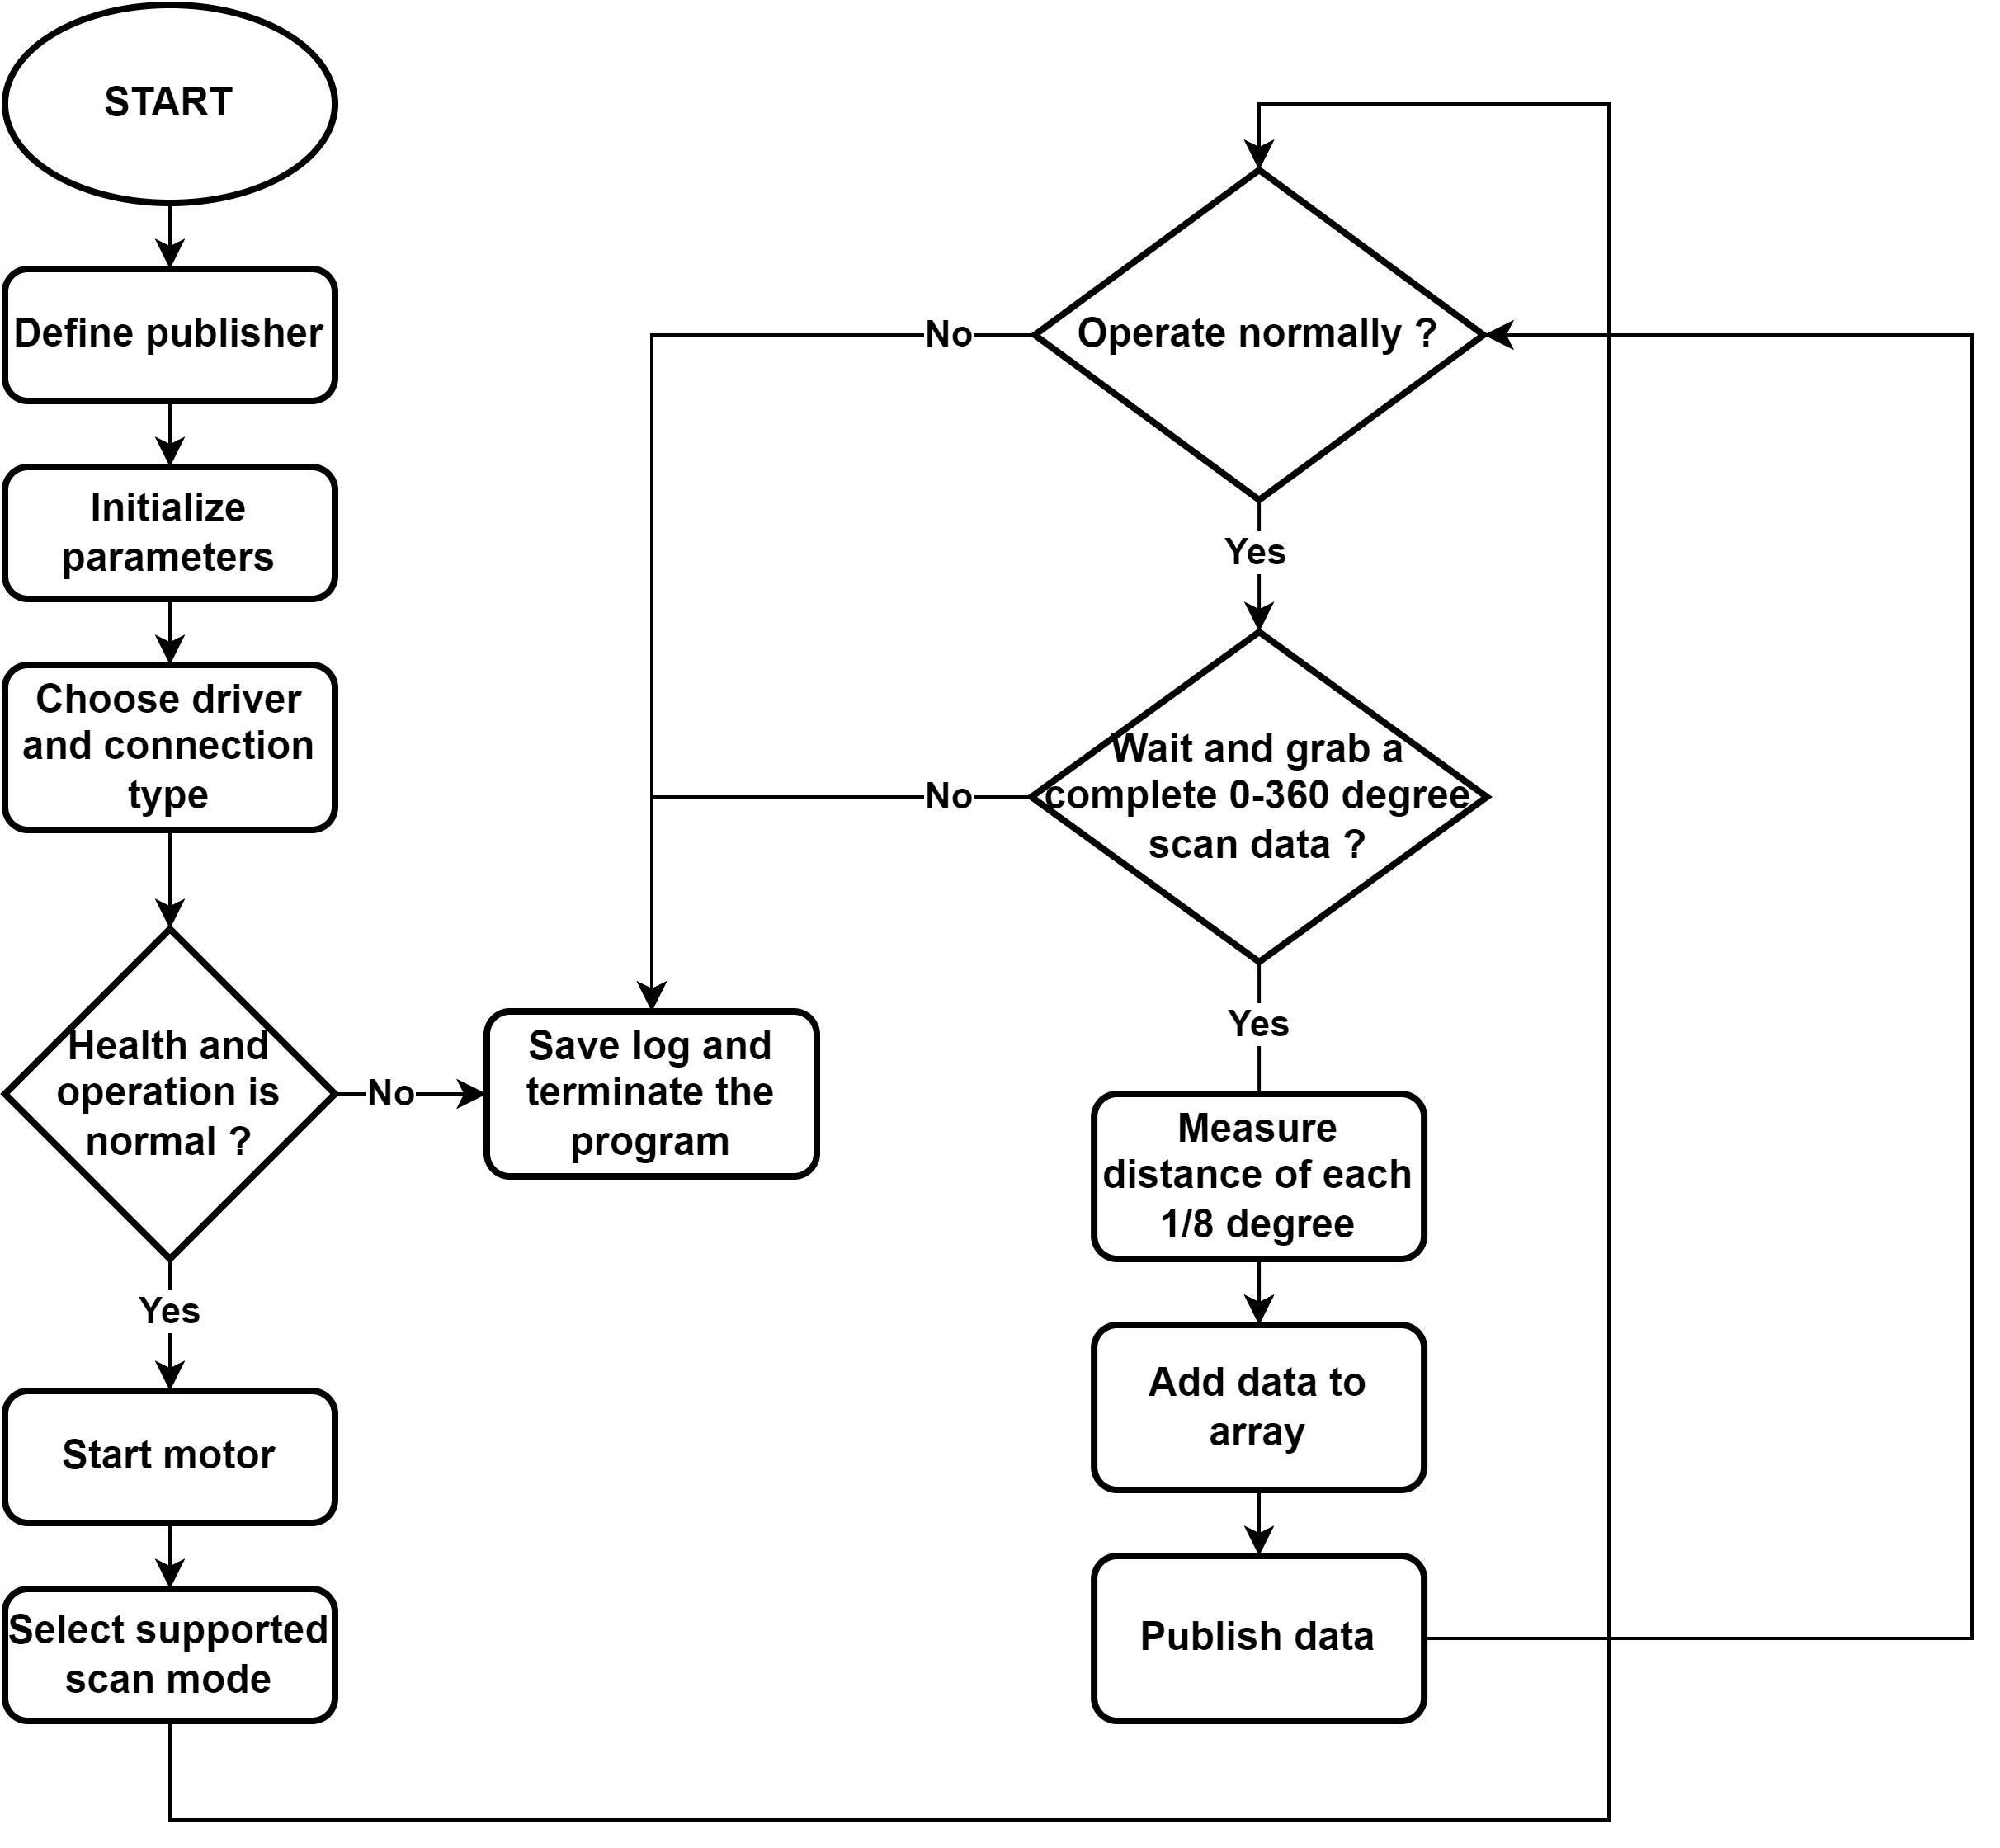 START
Define publisher
Initialize
parameters
Choose driver
and connection
type
Health and
operation is
normal ?
No
Save log and
terminate the
program
Yes
Start motor
Select supported
scan mode
Operate normally ?
No
Yes
Wait and grab a
complete 0-360 degree
scan data ?
No
Yes
Measure
distance of each
1/8 degree
Add data to
array
Publish data